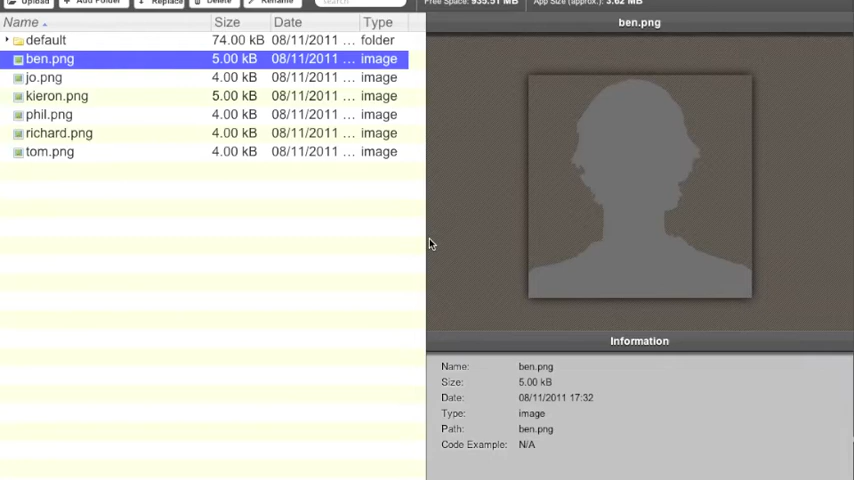 Upload Add Folder Replace Delete Rename Search Free Space: 935.51 MB App Size (approx.): 3.62 MB
Name Size Date Type ben.png
default 74.00 kB 08/11/2011 ... folder
ben.png 5.00 kB 08/11/2011 ... image
jo.png 4.00 kB 08/11/2011 ... image
kieron.png 5.00 kB 08/11/2011 ... image
phil.png 4.00 kB 08/11/2011 ... image
richard.png 4.00 kB 08/11/2011 ... image
tom.png 4.00 kB 08/11/2011 ... image
Information
Name: ben.png
Size: 5.00 kB
Date: 08/11/2011 17:32
Type: image
Path: ben.png
Code Example: N/A